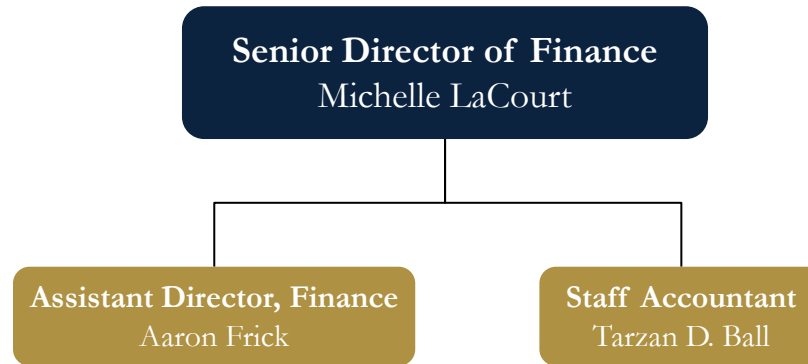 Senior Director of Finance
Michelle LaCourt
Assistant Director, Finance
Aaron Frick
Staff Accountant
Tarzan D. Ball